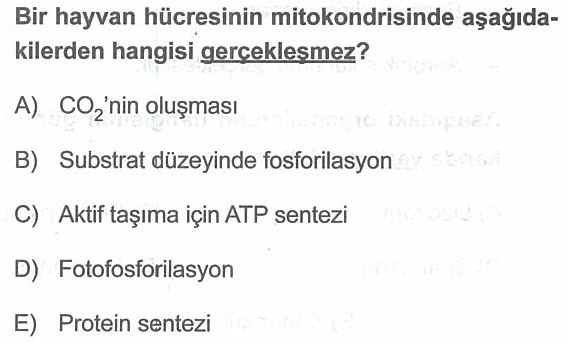 Bir hayvan hücresinin mitokondrisinde aşağıda-
kilerden hangisi gerçekleşmez?
A) CO₂'nin oluşması
B) Substrat düzeyinde fosforilasyon
C) Aktif taşıma için ATP sentezi
D) Fotofosforilasyon
E) Protein sentezi